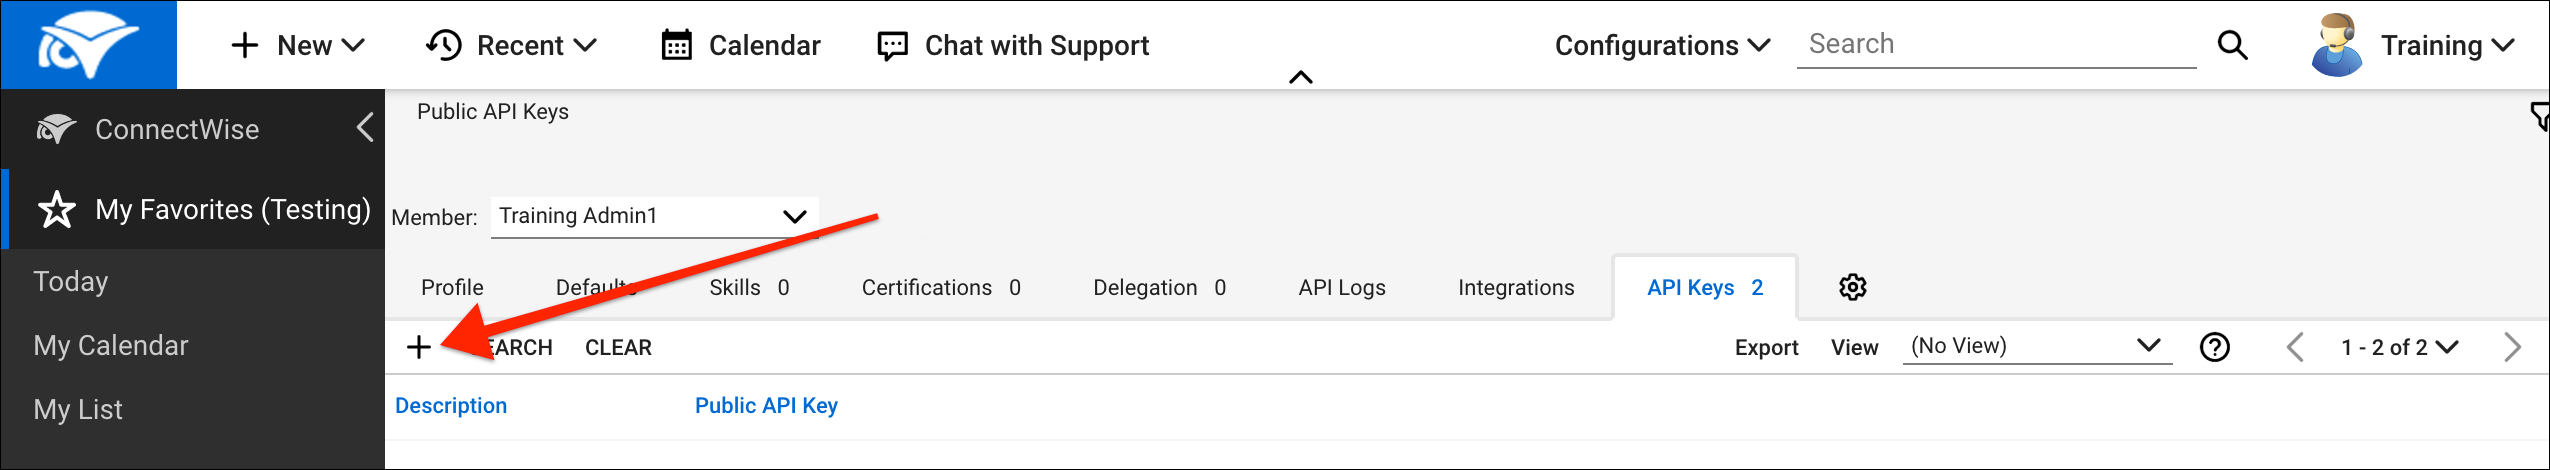 New Recent Calendar Chat with Support Configurations Search Training
ConnectWise
Public API Keys
My Favorites (Testing)
Member: Training Admin1
Today
Profile Defaults Skills 0 Certifications 0 Delegation 0 API Logs Integrations API Keys 2
My Calendar
SEARCH CLEAR Export View (No View) 1 - 2 of 2
My List
Description Public API Key